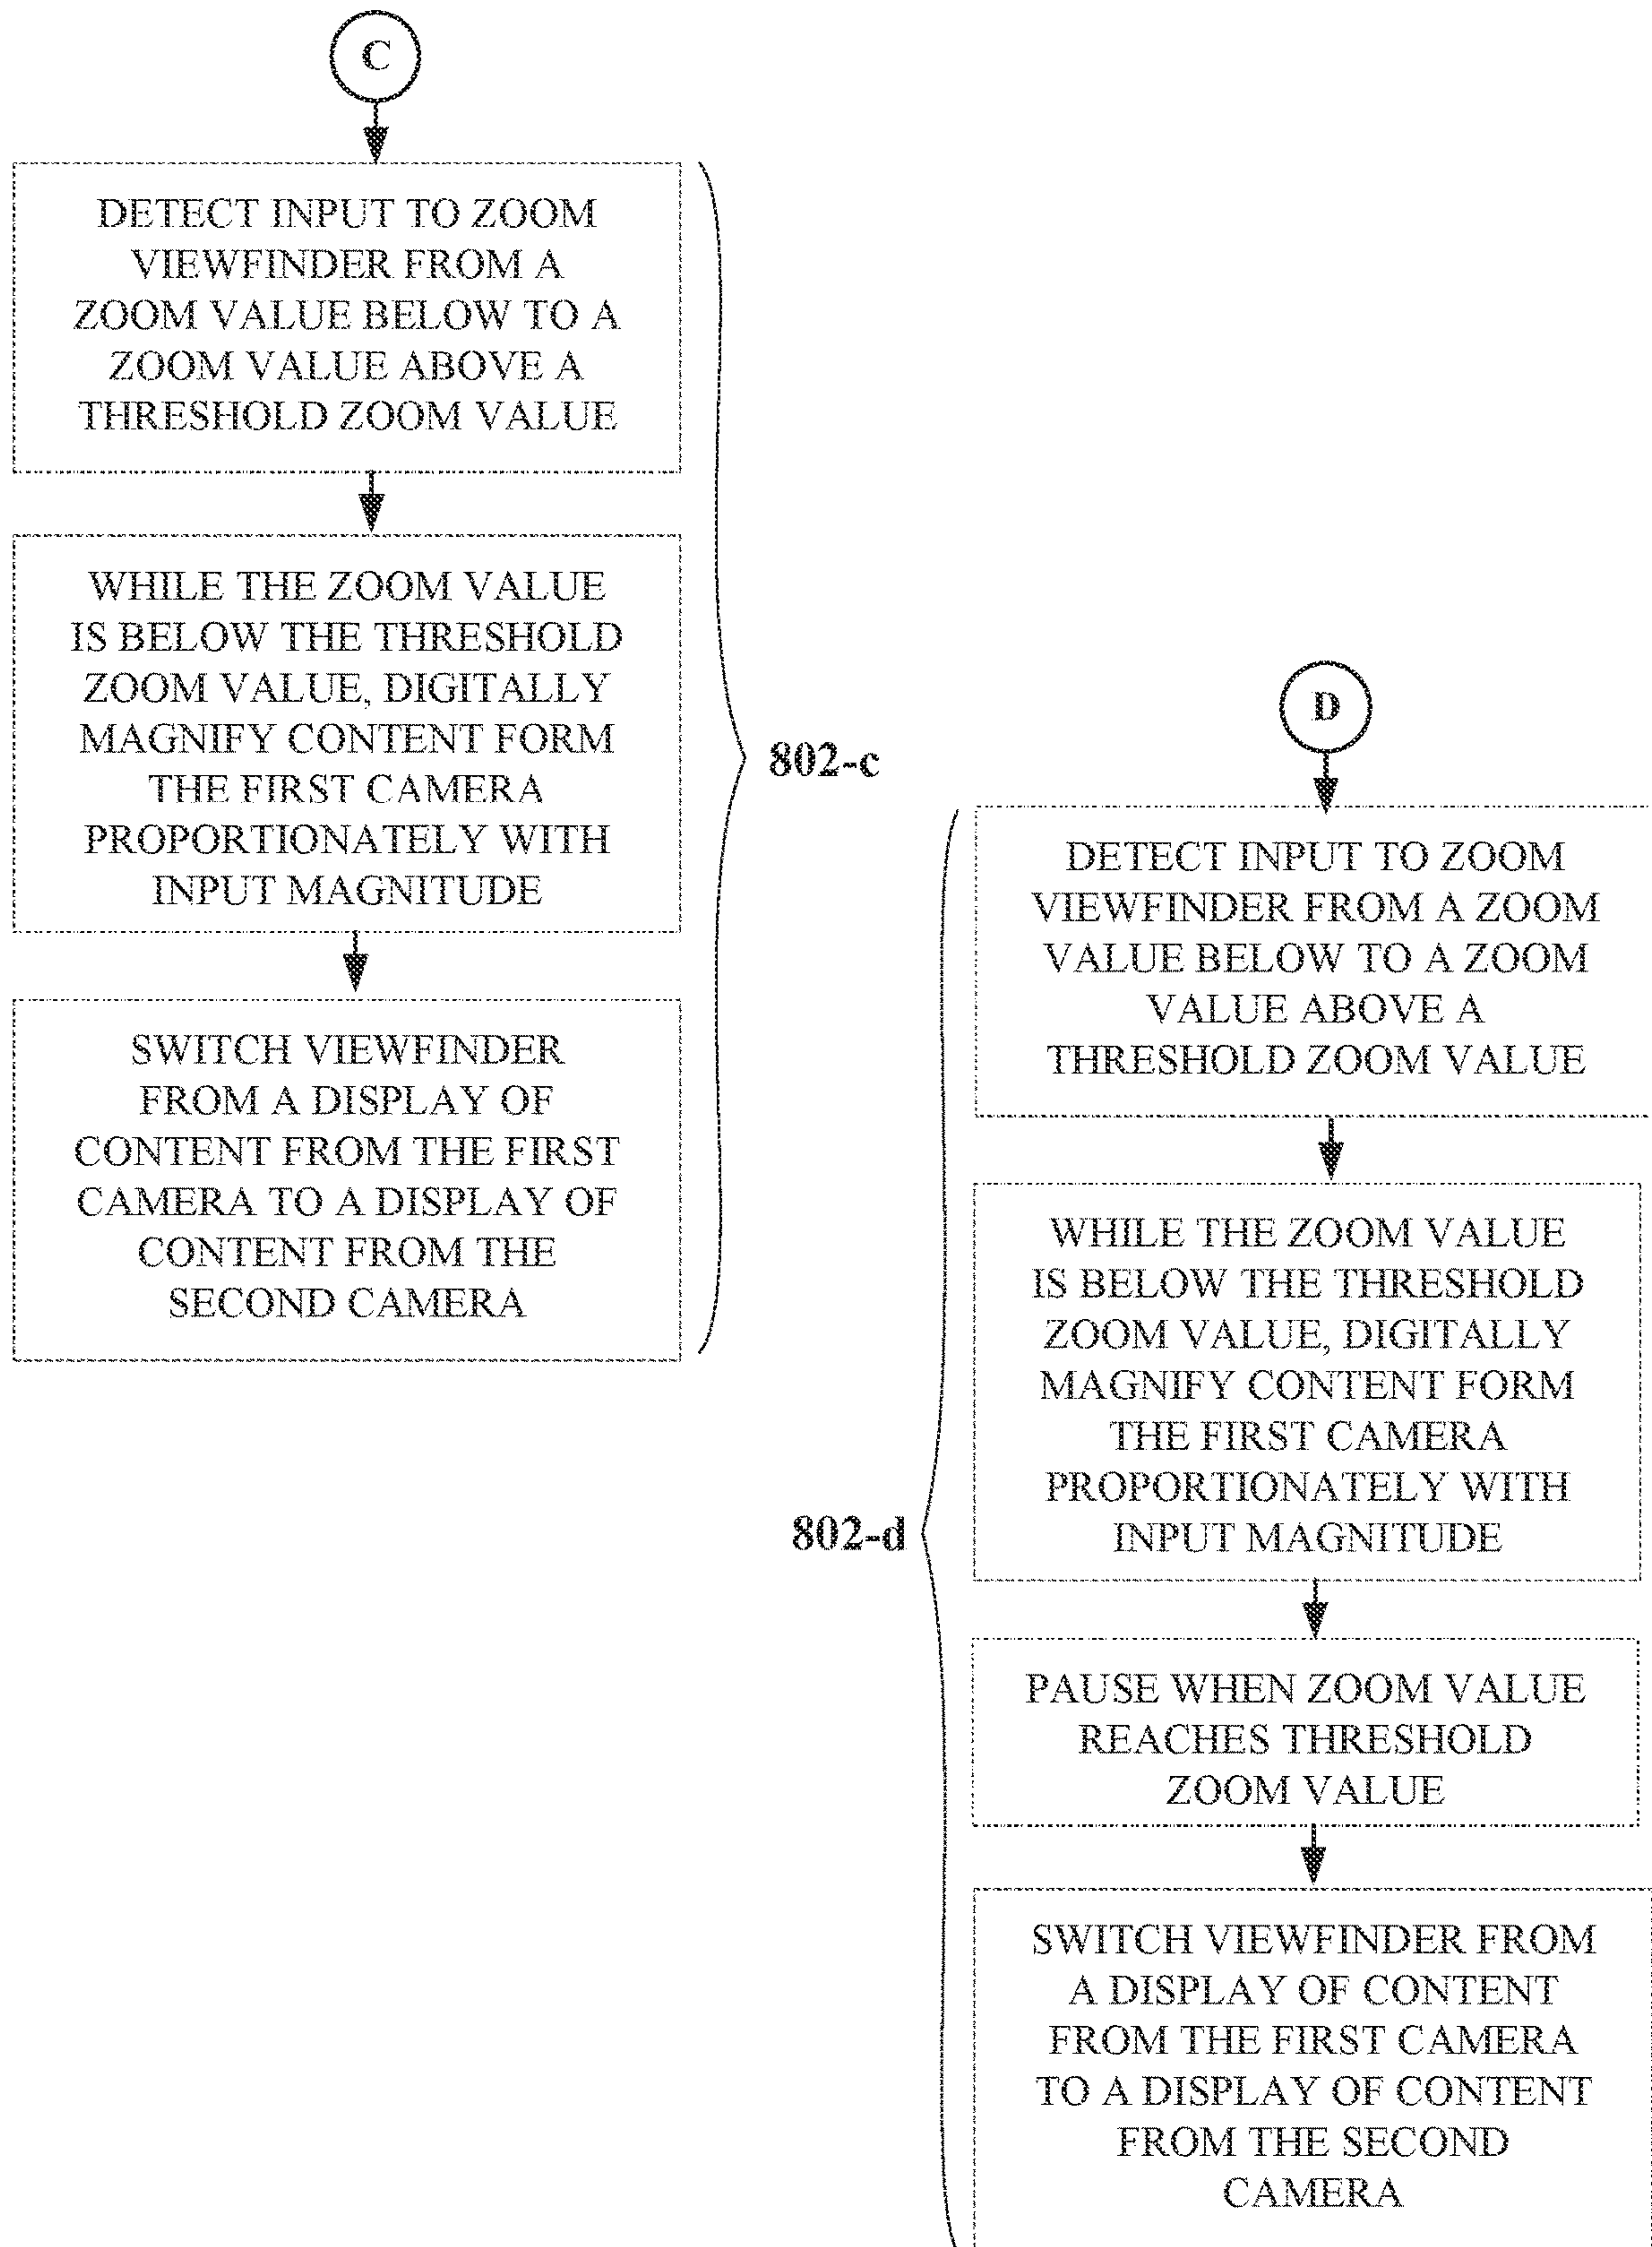 C
DETECT INPUT TO ZOOM
VIEWFINDER FROM A
ZOOM VALUE BELOW TO A
ZOOM VALUE ABOVE A
THRESHOLD ZOOM VALUE
WHILE THE ZOOM VALUE
IS BELOW THE THRESHOLD
ZOOM VALUE, DIGITALLY
MAGNIFY CONTENT FORM
THE FIRST CAMERA
PROPORTIONATELY WITH
INPUT MAGNITUDE
SWITCH VIEWFINDER
FROM A DISPLAY OF
CONTENT FROM THE FIRST
CAMERA TO A DISPLAY OF
CONTENT FROM THE
SECOND CAMERA
802-c
D
DETECT INPUT TO ZOOM
VIEWFINDER FROM A ZOOM
VALUE BELOW TO A ZOOM
VALUE ABOVE A
THRESHOLD ZOOM VALUE
WHILE THE ZOOM VALUE
IS BELOW THE THRESHOLD
ZOOM VALUE, DIGITALLY
MAGNIFY CONTENT FORM
THE FIRST CAMERA
PROPORTIONATELY WITH
INPUT MAGNITUDE
PAUSE WHEN ZOOM VALUE
REACHES THRESHOLD
ZOOM VALUE
SWITCH VIEWFINDER FROM
A DISPLAY OF CONTENT
FROM THE FIRST CAMERA
TO A DISPLAY OF CONTENT
FROM THE SECOND
CAMERA
802-d